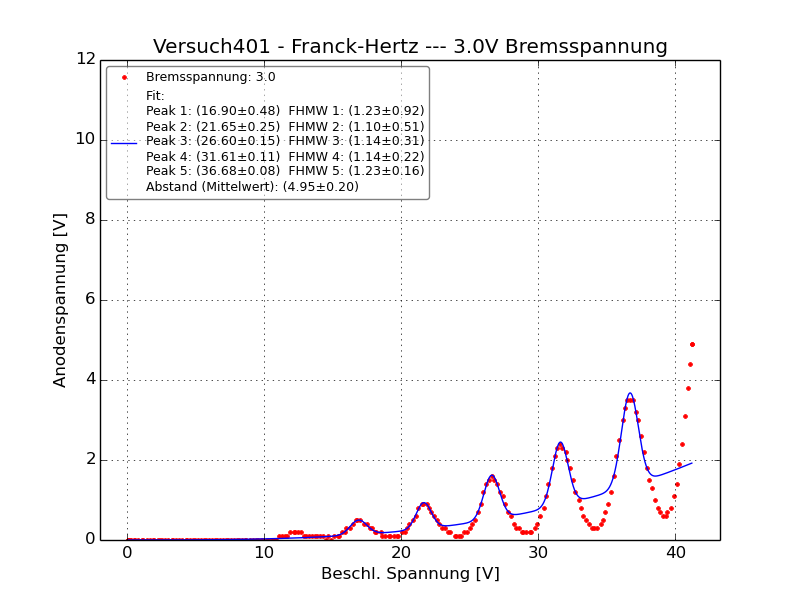 Versuch401 - Franck-Hertz --- 3.0V Bremsspannung
Bremsspannung: 3.0
Fit:
Peak 1: (16.90±0.48) FHMW 1: (1.23±0.92)
Peak 2: (21.65±0.25) FHMW 2: (1.10±0.51)
Peak 3: (26.60±0.15) FHMW 3: (1.14±0.31)
Peak 4: (31.61±0.11) FHMW 4: (1.14±0.22)
Peak 5: (36.68±0.08) FHMW 5: (1.23±0.16)
Abstand (Mittelwert): (4.95±0.20)
Anodenspannung [V]
12
10
8
6
4
2
0
0 10 20 30 40
Beschl. Spannung [V]